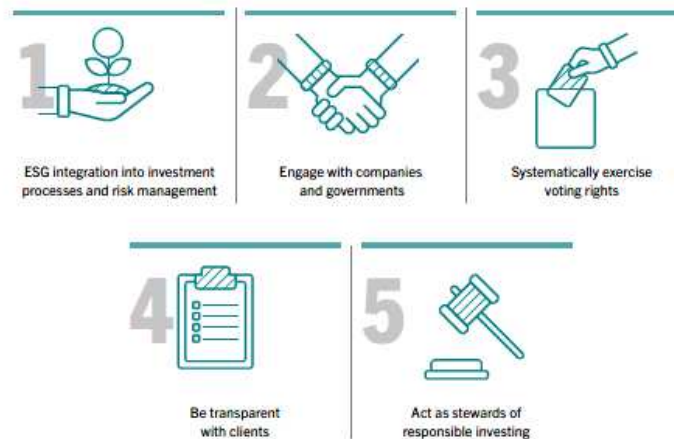 1
ESG integration into investment
processes and risk management
2
Engage with companies
and governments
3
Systematically exercise
voting rights
4
Be transparent
with clients
5
Act as stewards of
responsible investing